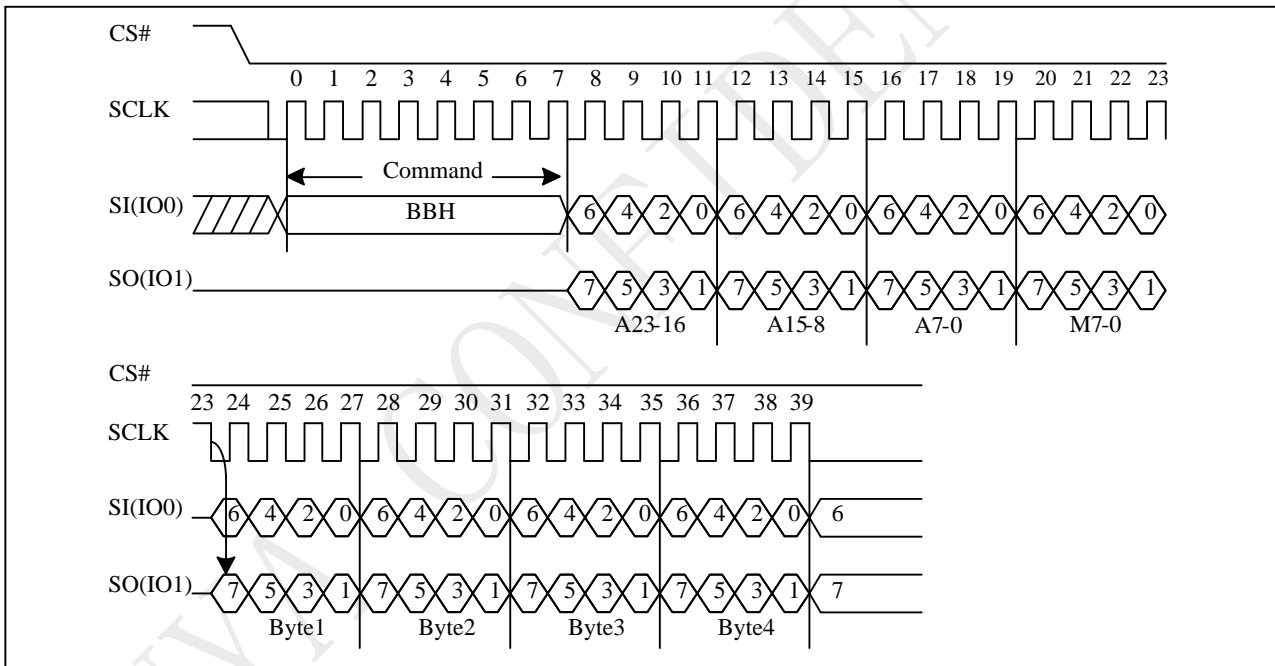 CS#
0 1 2 3 4 5 6 7 8 9 10 11 12 13 14 15 16 17 18 19 20 21 22 23
SCLK
Command
SI(IO0) BBH 6 4 2 0 6 4 2 0 6 4 2 0 6 4 2 0
SO(IO1) 7 5 3 1 7 5 3 1 7 5 3 1 7 5 3 1
A23-16 A15-8 A7-0 M7-0
CS#
23 24 25 26 27 28 29 30 31 32 33 34 35 36 37 38 39
SCLK
SI(IO0) 6 4 2 0 6 4 2 0 6 4 2 0 6 4 2 0 6
SO(IO1) 7 5 3 1 7 5 3 1 7 5 3 1 7 5 3 1 7
Byte1 Byte2 Byte3 Byte4